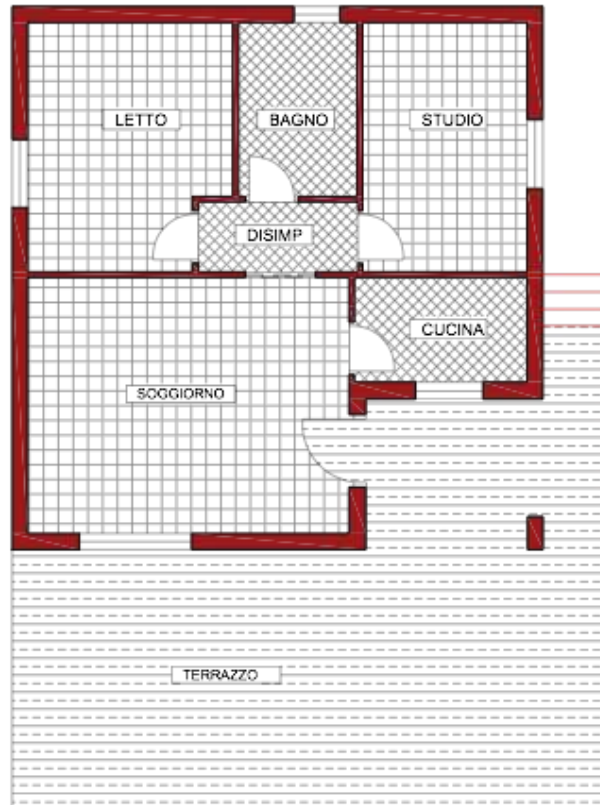 LETTO
BAGNO
STUDIO
DISIMP
CUCINA
SOGGIORNO
TERRAZZO